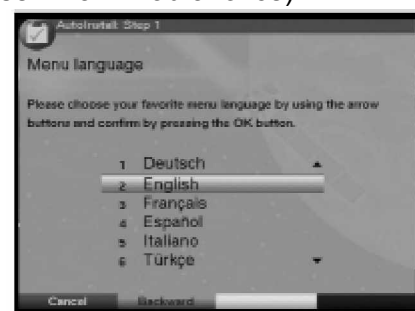 AutoInstall: Step 1
Menu language
Please choose your favorite menu language by using the arrow
buttons and confirm by pressing the OK button.
1 Deutsch
2 English
3 Français
4 Español
5 Italiano
6 Türkçe
Cancel Backward